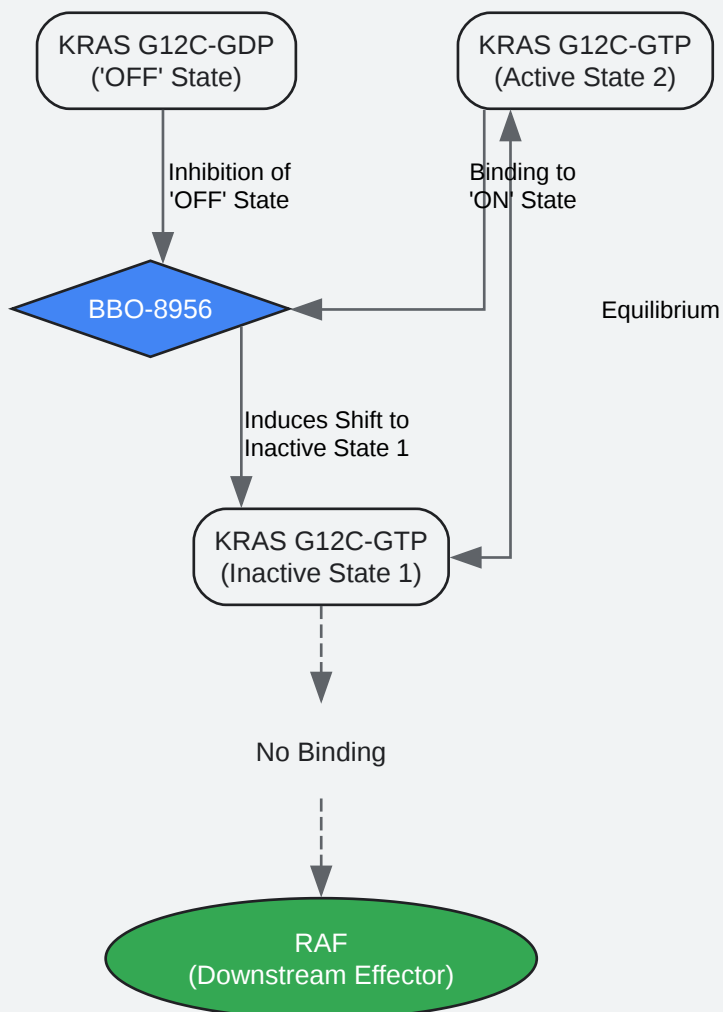 KRAS G12C-GDP
('OFF' State)
KRAS G12C-GTP
(Active State 2)
Inhibition of
'OFF' State
Binding to
'ON' State
BBO-8956
Equilibrium
Induces Shift to
Inactive State 1
KRAS G12C-GTP
(Inactive State 1)
No Binding
RAF
(Downstream Effector)